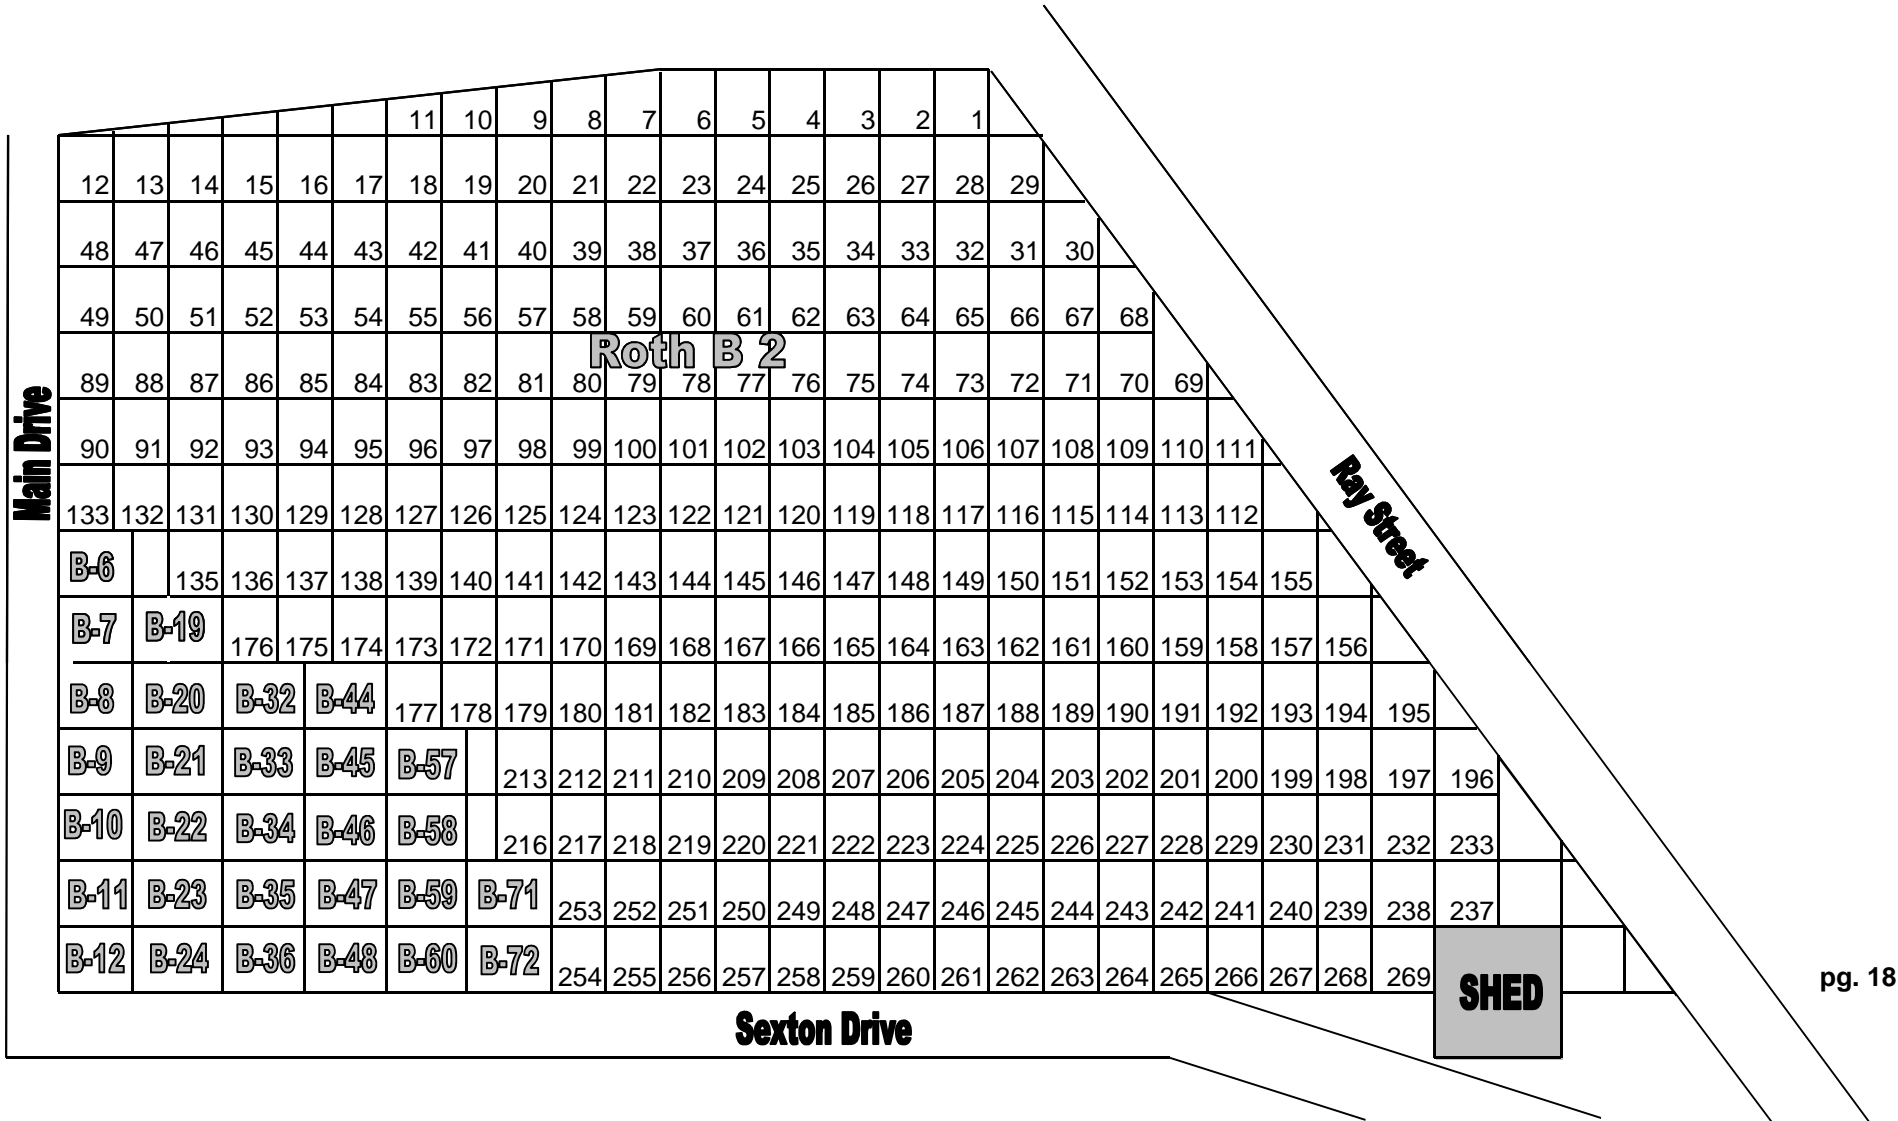 11 10 9 8 7 6 5 4 3 2 1
12 13 14 15 16 17 18 19 20 21 22 23 24 25 26 27 28 29
48 47 46 45 44 43 42 41 40 39 38 37 36 35 34 33 32 31 30
49 50 51 52 53 54 55 56 57 58 59 60 61 62 63 64 65 66 67 68
Roth B 2
89 88 87 86 85 84 83 82 81 80 79 78 77 76 75 74 73 72 71 70 69
Main Drive
90 91 92 93 94 95 96 97 98 99 100 101 102 103 104 105 106 107 108 109 110 111
Ray Street
133 132 131 130 129 128 127 126 125 124 123 122 121 120 119 118 117 116 115 114 113 112
B-6 135 136 137 138 139 140 141 142 143 144 145 146 147 148 149 150 151 152 153 154 155
B-7 B-19 176 175 174 173 172 171 170 169 168 167 166 165 164 163 162 161 160 159 158 157 156
B-8 B-20 B-32 B-44 177 178 179 180 181 182 183 184 185 186 187 188 189 190 191 192 193 194 195
B-9 B-21 B-33 B-45 B-57 213 212 211 210 209 208 207 206 205 204 203 202 201 200 199 198 197 196
B-10 B-22 B-34 B-46 B-58 216 217 218 219 220 221 222 223 224 225 226 227 228 229 230 231 232 233
B-11 B-23 B-35 B-47 B-59 B-71 253 252 251 250 249 248 247 246 245 244 243 242 241 240 239 238 237
B-12 B-24 B-36 B-48 B-60 B-72 254 255 256 257 258 259 260 261 262 263 264 265 266 267 268 269
SHED
pg. 18
Sexton Drive